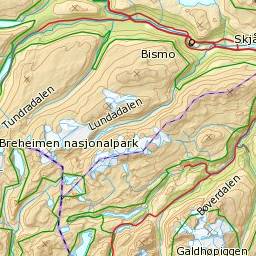 Skjå
Bismo
Tundradalen
Lundadalen
Breheimen nasjonalpark
Bøverdalen
Galdhøpiggen